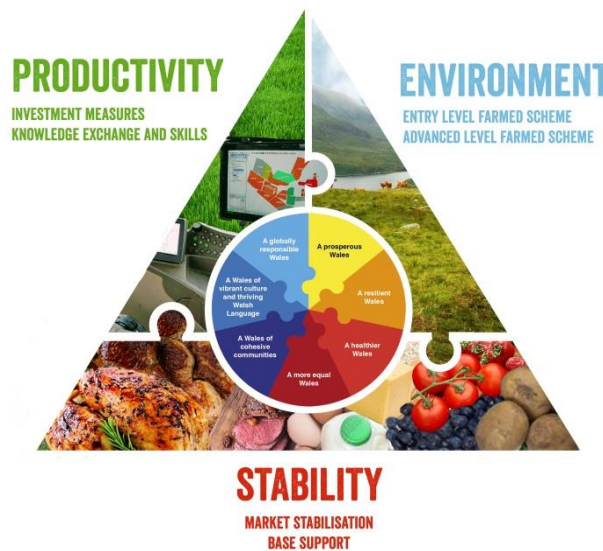 PRODUCTIVITY
INVESTMENT MEASURES
KNOWLEDGE EXCHANGE AND SKILLS
ENVIRONMENT
ENTRY LEVEL FARMED SCHEME
ADVANCED LEVEL FARMED SCHEME
A globally
responsible
Wales
A prosperous
Wales
A Wales of
vibrant culture
and thriving
Welsh
Language
A resilient
Wales
A Wales of
cohesive
communities
A healthier
Wales
A more equal
Wales
STABILITY
MARKET STABILISATION
BASE SUPPORT